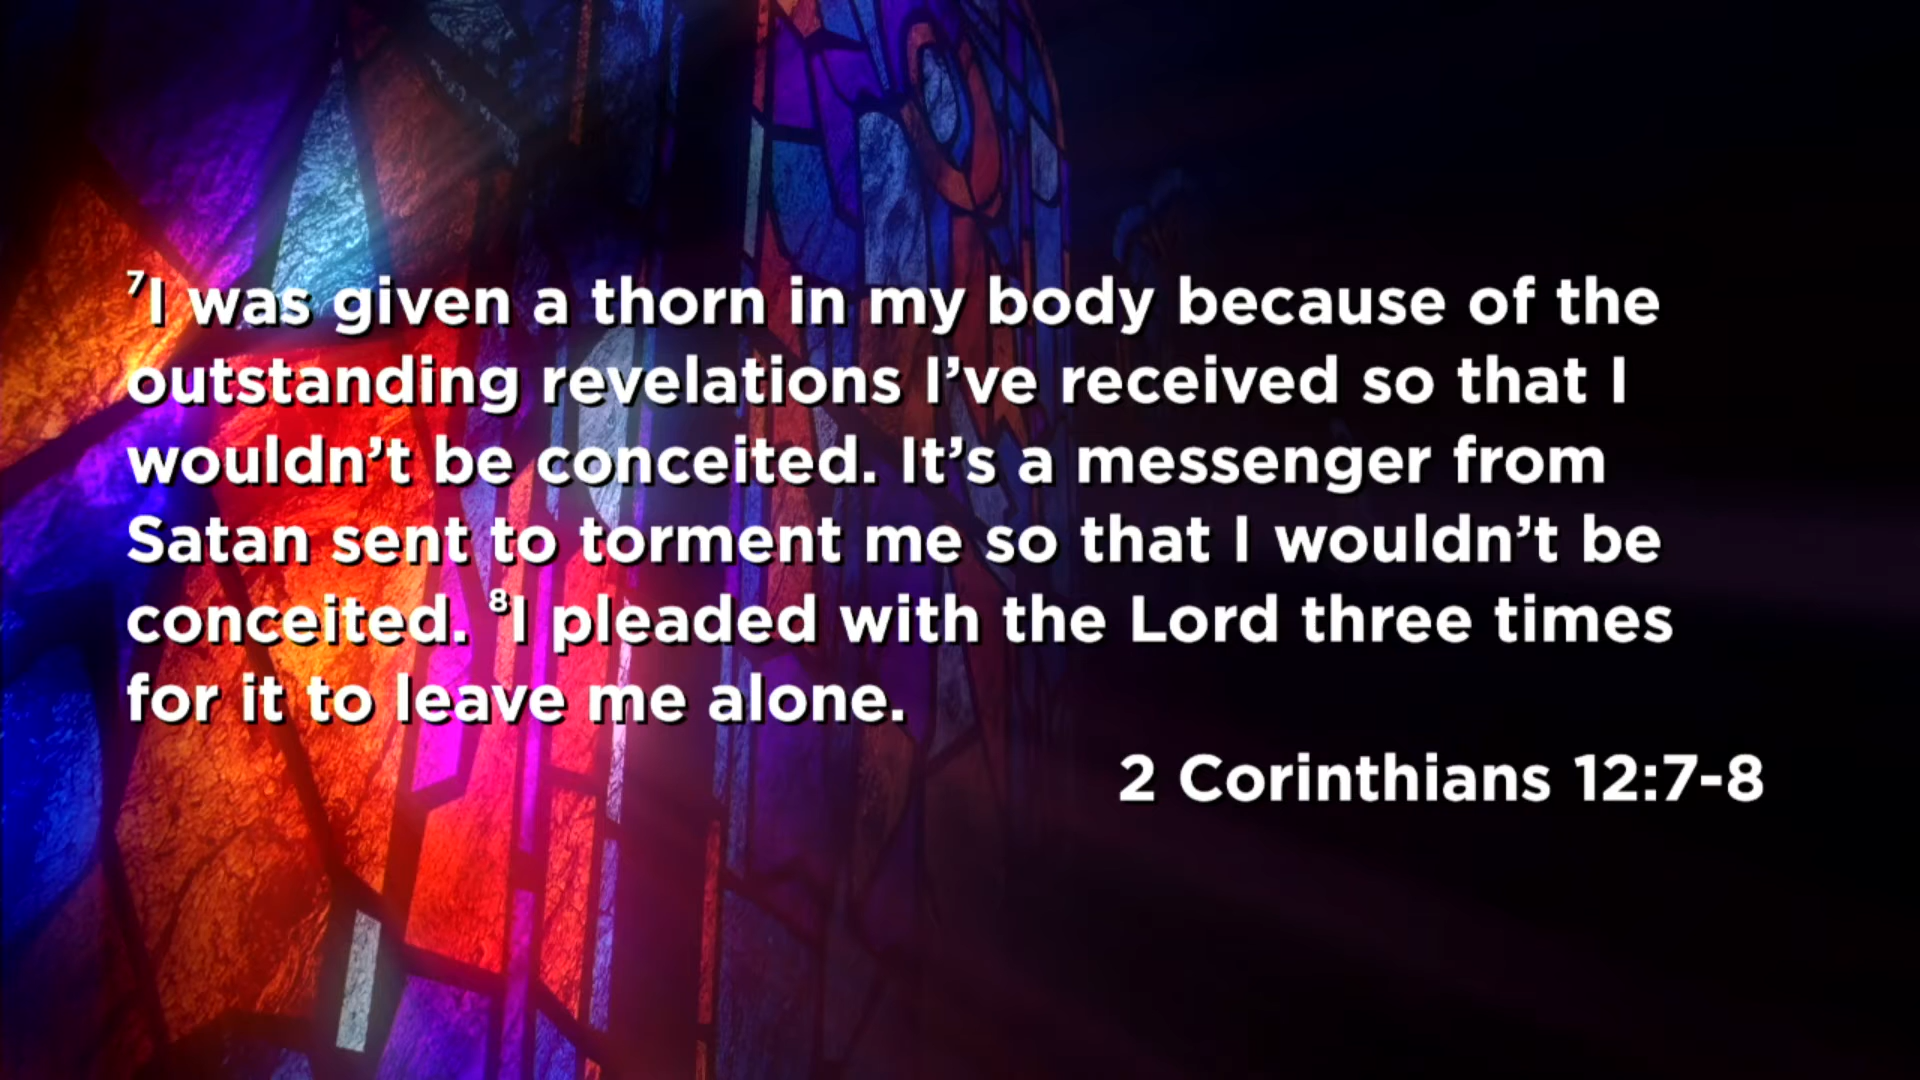 ⁷I was given a thorn in my body because of the
outstanding revelations I’ve received so that I
wouldn’t be conceited. It’s a messenger from
Satan sent to torment me so that I wouldn’t be
conceited. ⁸I pleaded with the Lord three times
for it to leave me alone.
2 Corinthians 12:7-8